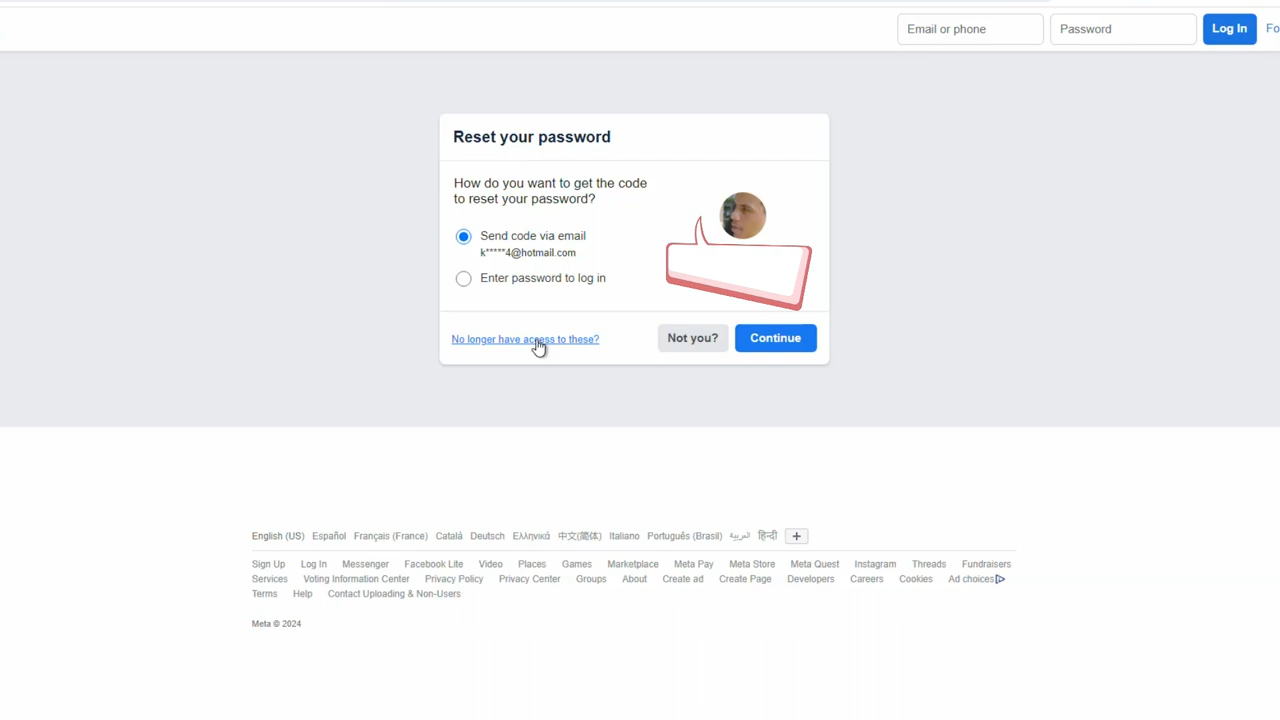 Email or phone
Password
Log In
Fo
Reset your password
How do you want to get the code
to reset your password?
Send code via email
k*****4@hotmail.com
Enter password to log in
No longer have access to these?
Not you?
Continue
English (US) Español Français (France) Català Deutsch Ελληνικά 中文(简体) Italiano Português (Brasil) العربية हिन्दी +
Sign Up Log In Messenger Facebook Lite Video Places Games Marketplace Meta Pay Meta Store Meta Quest Instagram Threads Fundraisers
Services Voting Information Center Privacy Policy Privacy Center Groups About Create ad Create Page Developers Careers Cookies Ad choices
Terms Help Contact Uploading & Non-Users
Meta © 2024